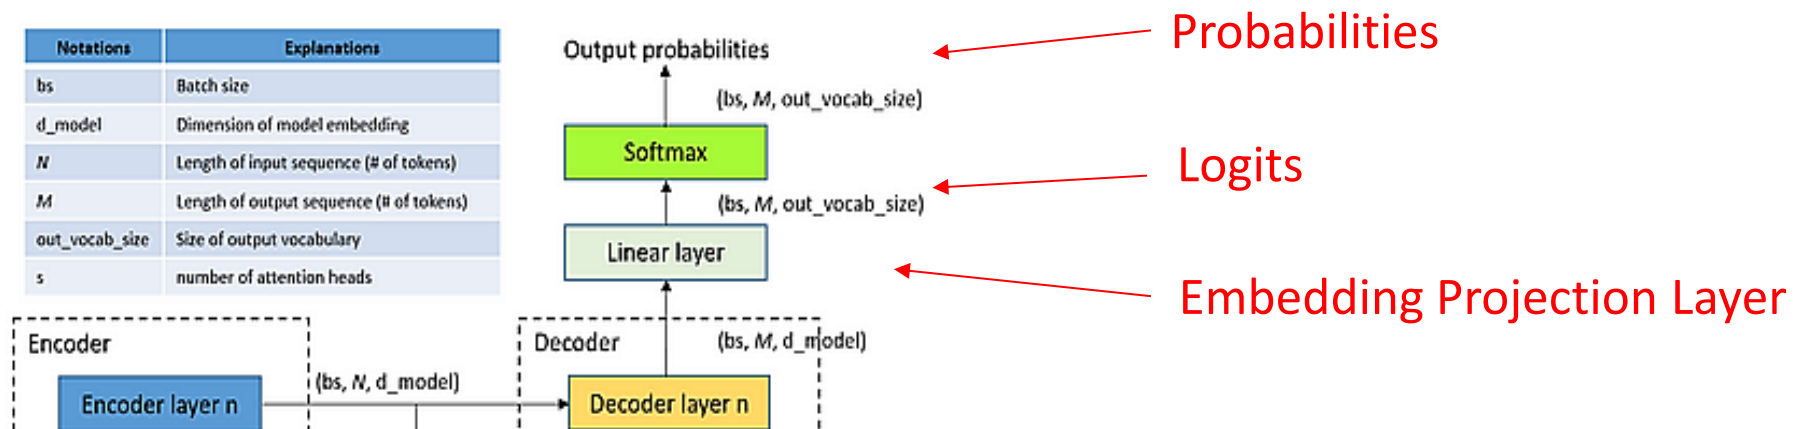 Notations Explanations
bs Batch size
d_model Dimension of model embedding
N Length of input sequence (# of tokens)
M Length of output sequence (# of tokens)
out_vocab_size Size of output vocabulary
s number of attention heads
Output probabilities
Probabilities
(bs, M, out_vocab_size)
Softmax
Logits
(bs, M, out_vocab_size)
Linear layer
Embedding Projection Layer
Encoder
Decoder
(bs, M, d_model)
(bs, N, d_model)
Encoder layer n
Decoder layer n